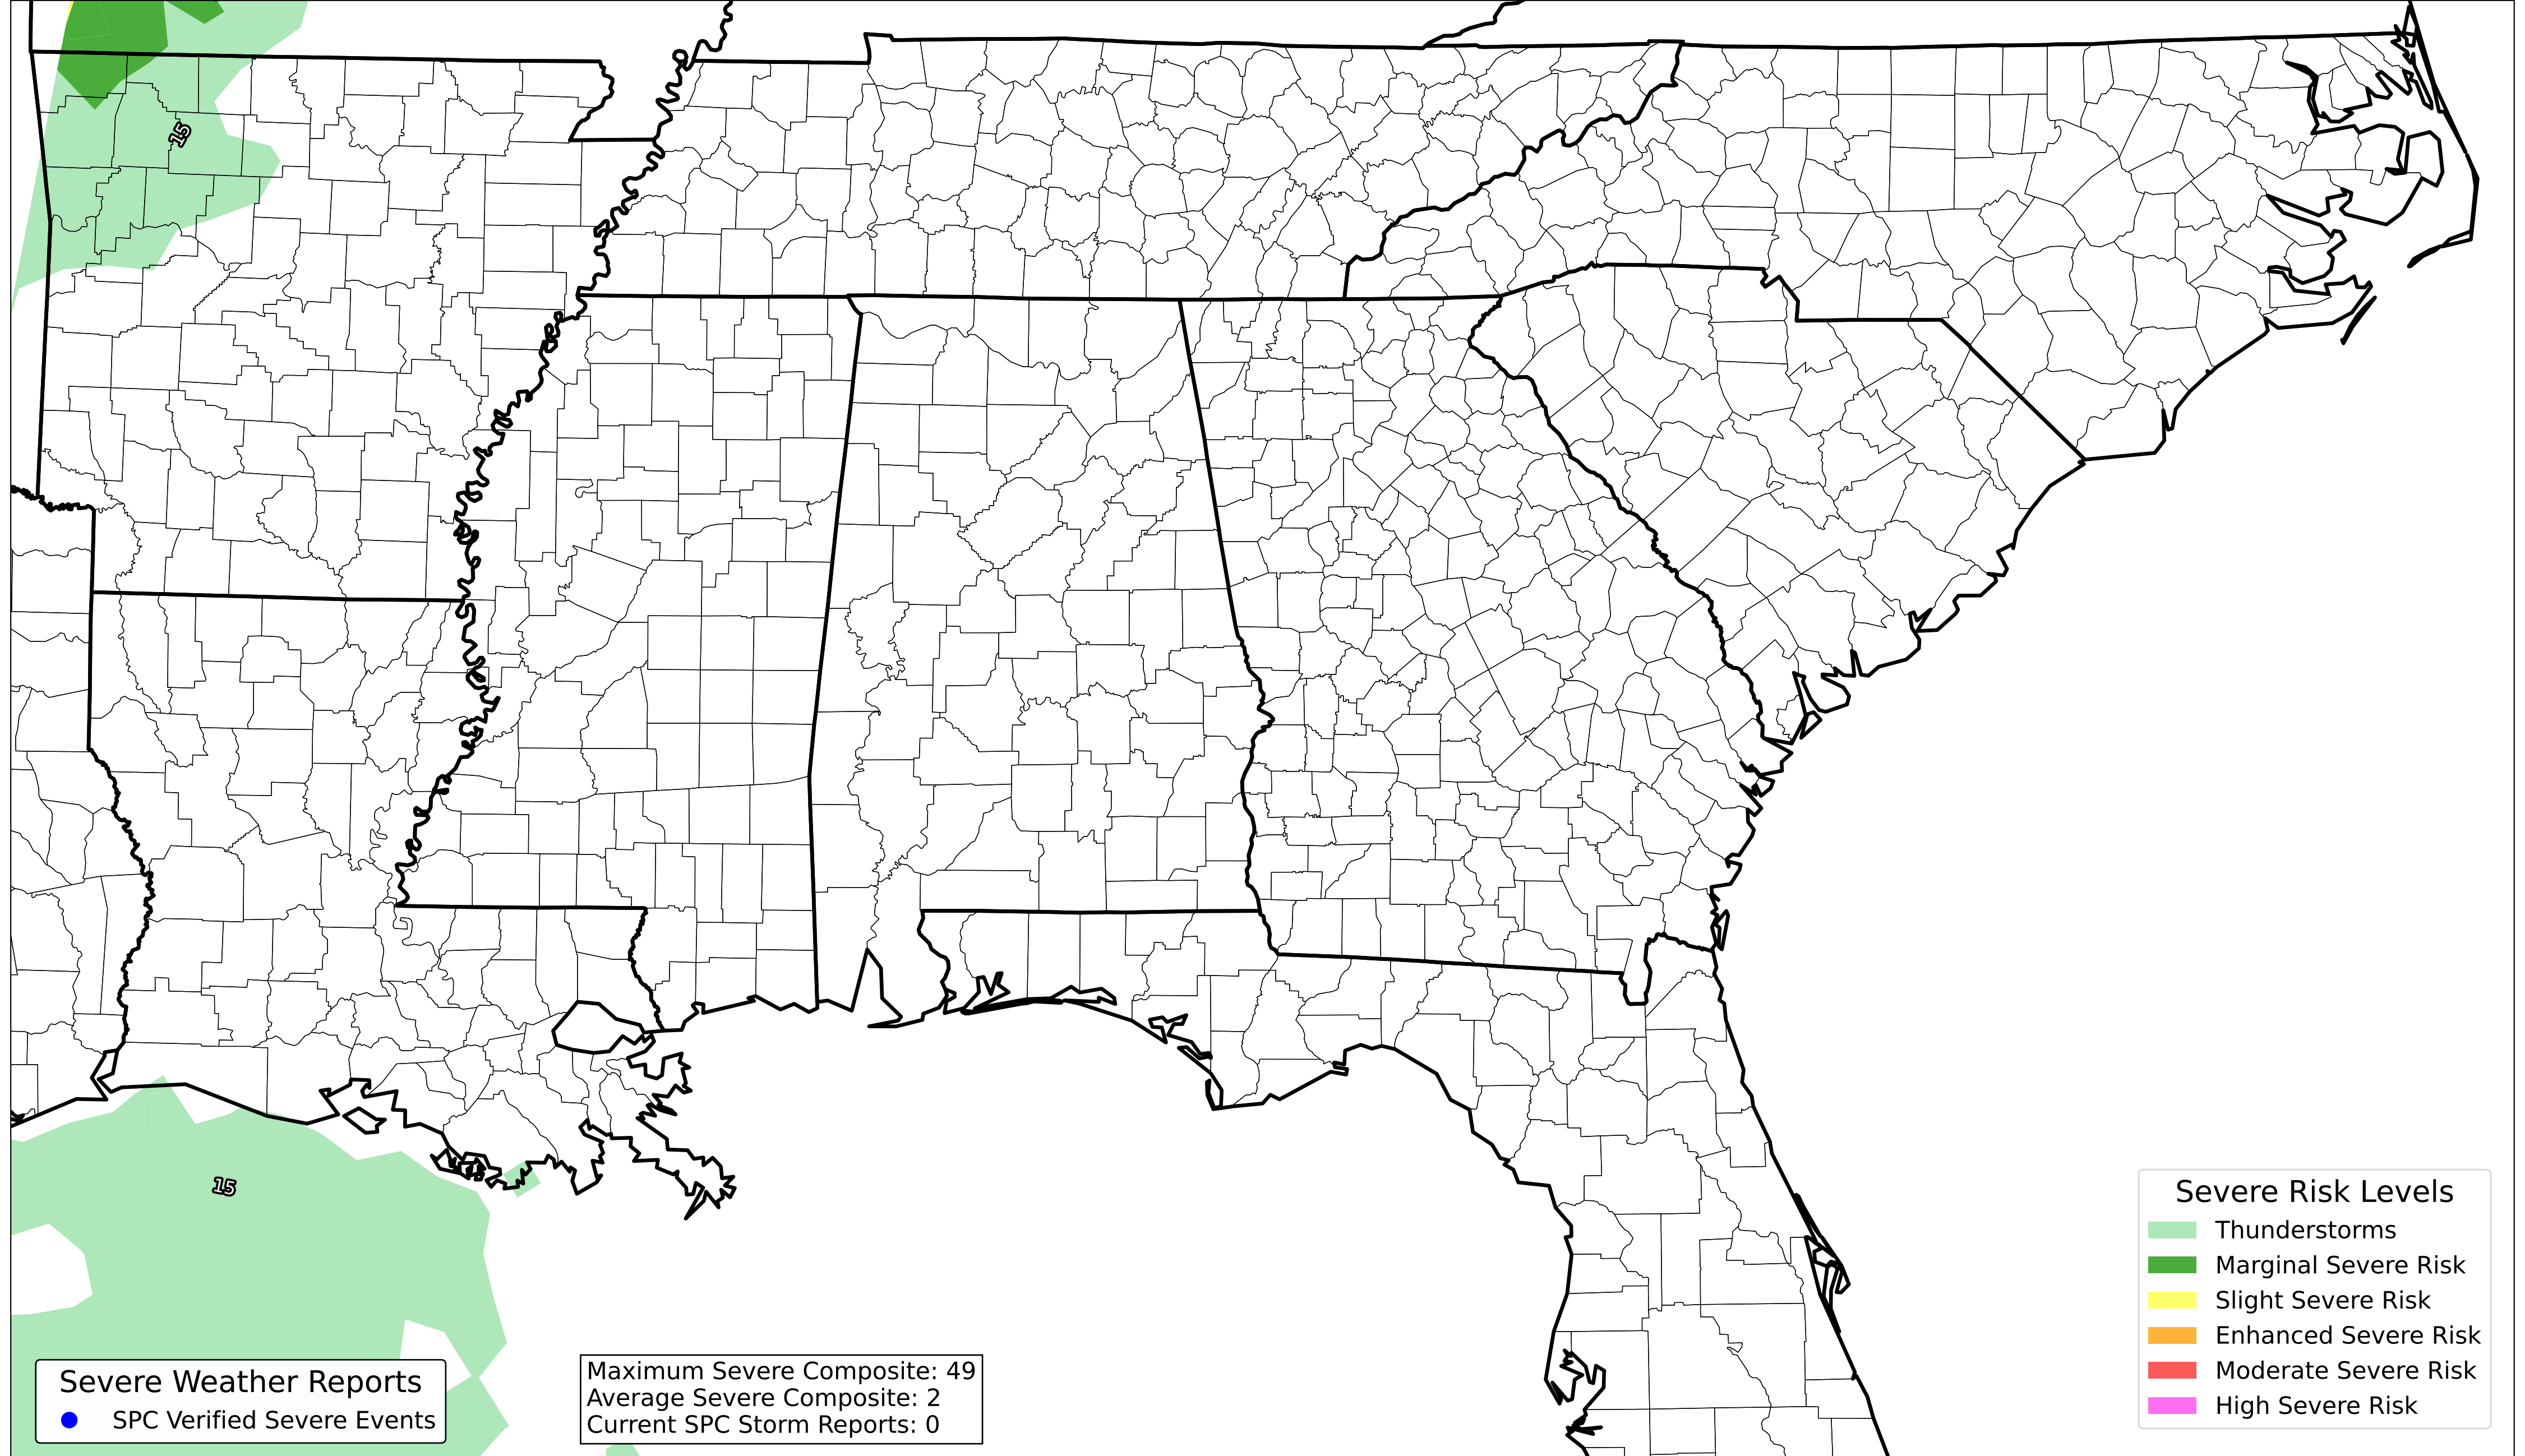 15
15
Severe Risk Levels
Thunderstorms
Marginal Severe Risk
Slight Severe Risk
Enhanced Severe Risk
Moderate Severe Risk
High Severe Risk
Severe Weather Reports
SPC Verified Severe Events
Maximum Severe Composite: 49
Average Severe Composite: 2
Current SPC Storm Reports: 0